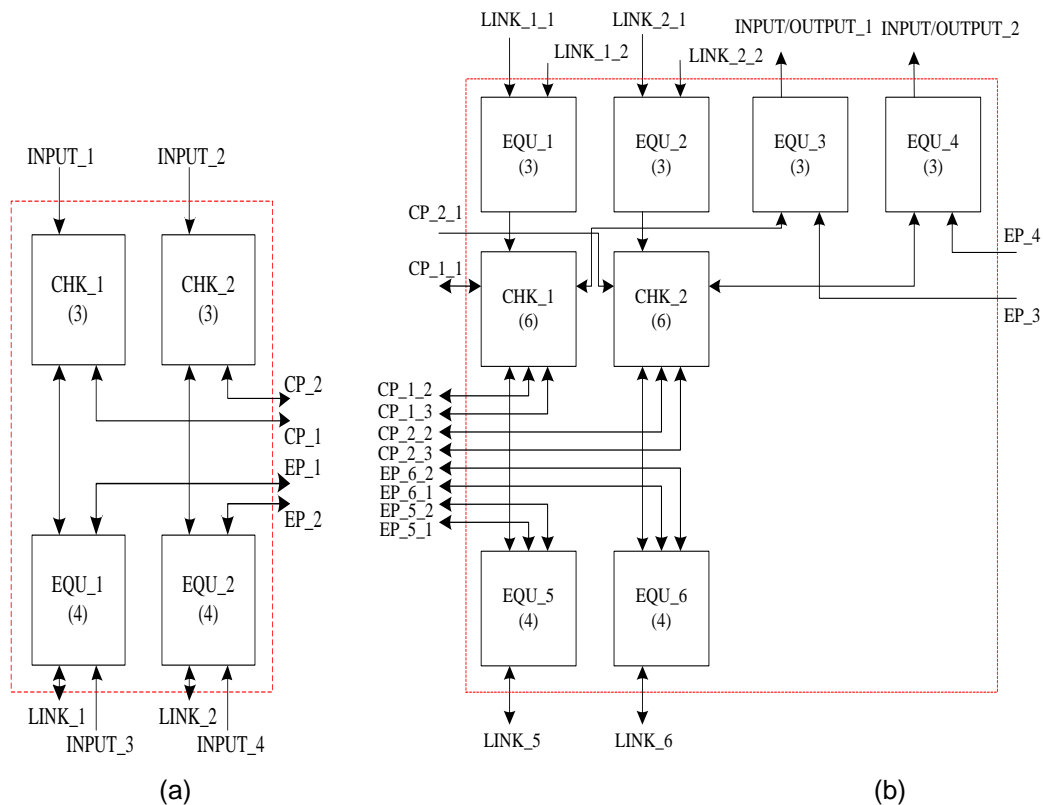 INPUT_1
INPUT_2
CHK_1
(3)
CHK_2
(3)
CP_2
CP_1
EP_1
EP_2
EQU_1
(4)
EQU_2
(4)
LINK_1
LINK_2
INPUT_3
INPUT_4
(a)
LINK_1_1
LINK_2_1
INPUT/OUTPUT_1
INPUT/OUTPUT_2
LINK_1_2
LINK_2_2
EQU_1
(3)
EQU_2
(3)
EQU_3
(3)
EQU_4
(3)
CP_2_1
EP_4
CP_1_1
CHK_1
(6)
CHK_2
(6)
EP_3
CP_1_2
CP_1_3
CP_2_2
CP_2_3
EP_6_2
EP_6_1
EP_5_2
EP_5_1
EQU_5
(4)
EQU_6
(4)
LINK_5
LINK_6
(b)